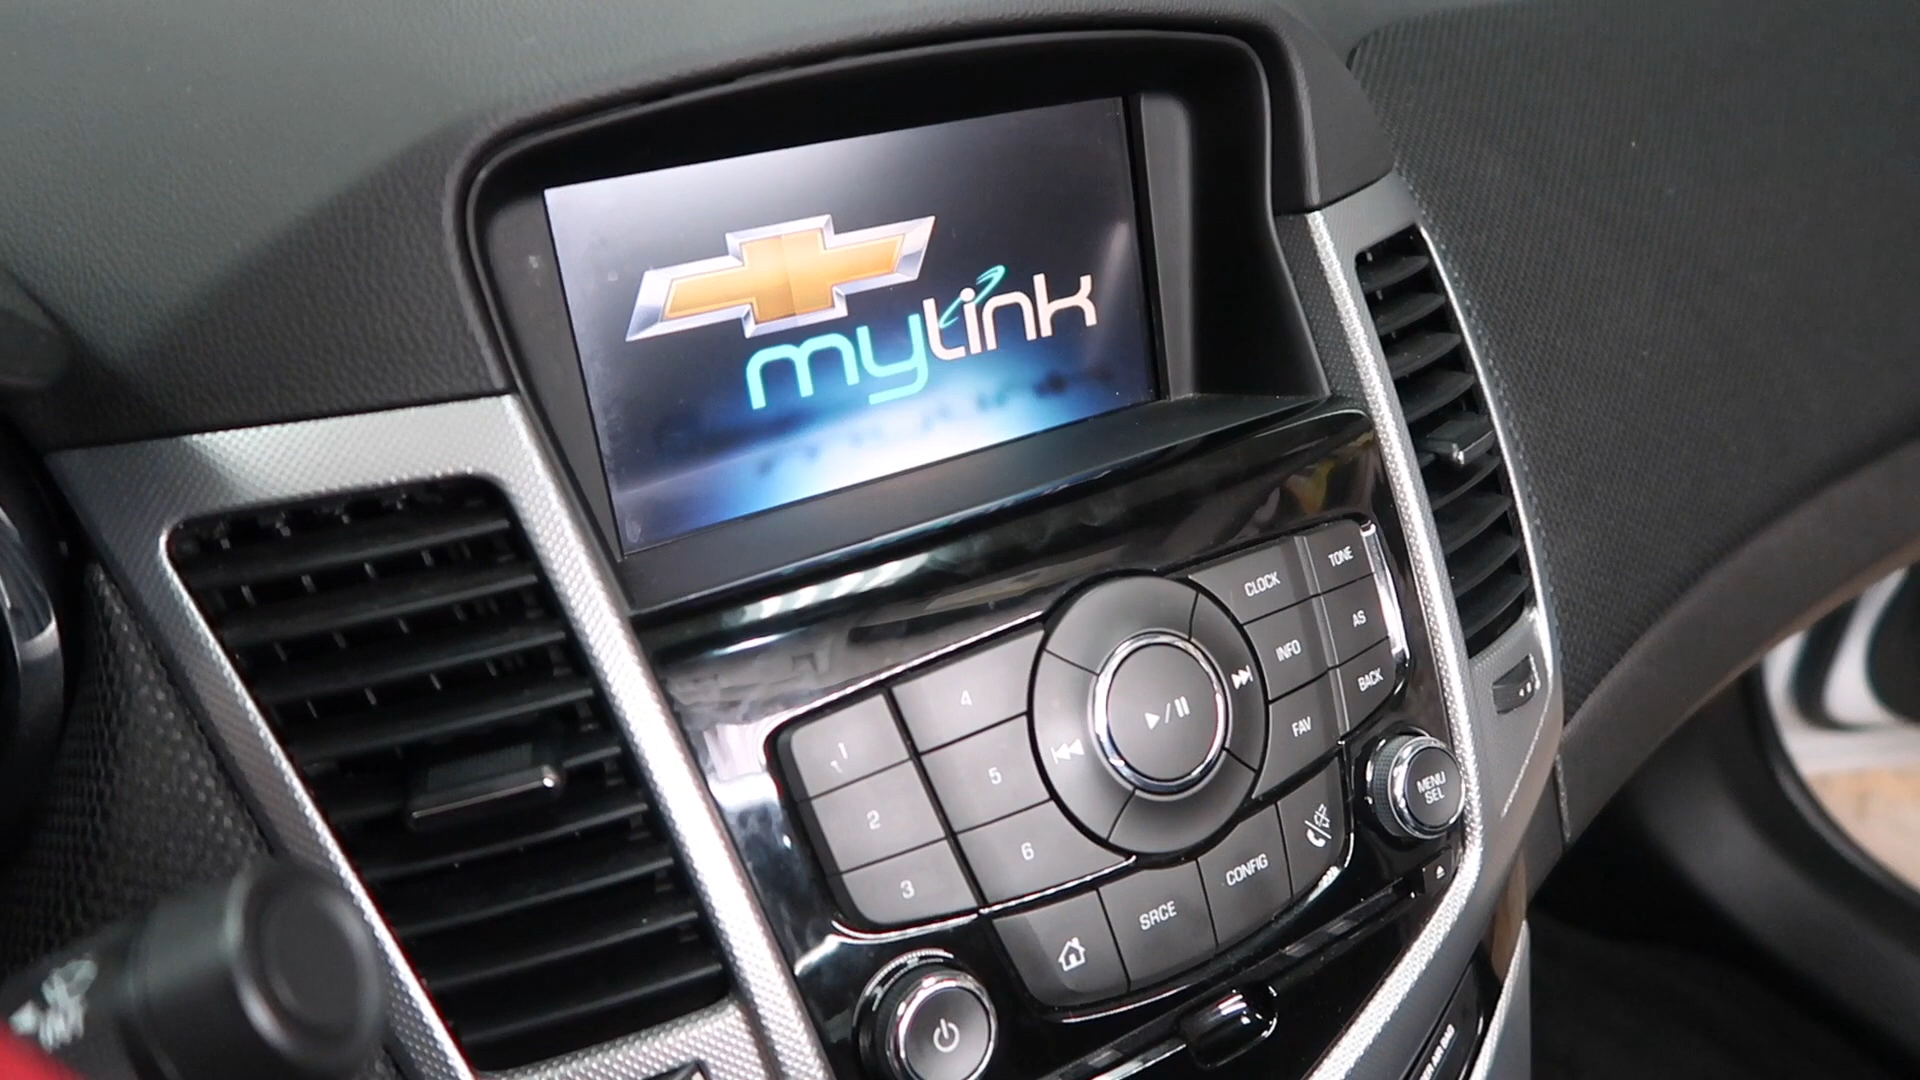 mylink
CLOCK
TONE
INFO
AS
FAV
BACK
1
4
2
5
3
6
MENU
SEL
SRCE
CONFIG